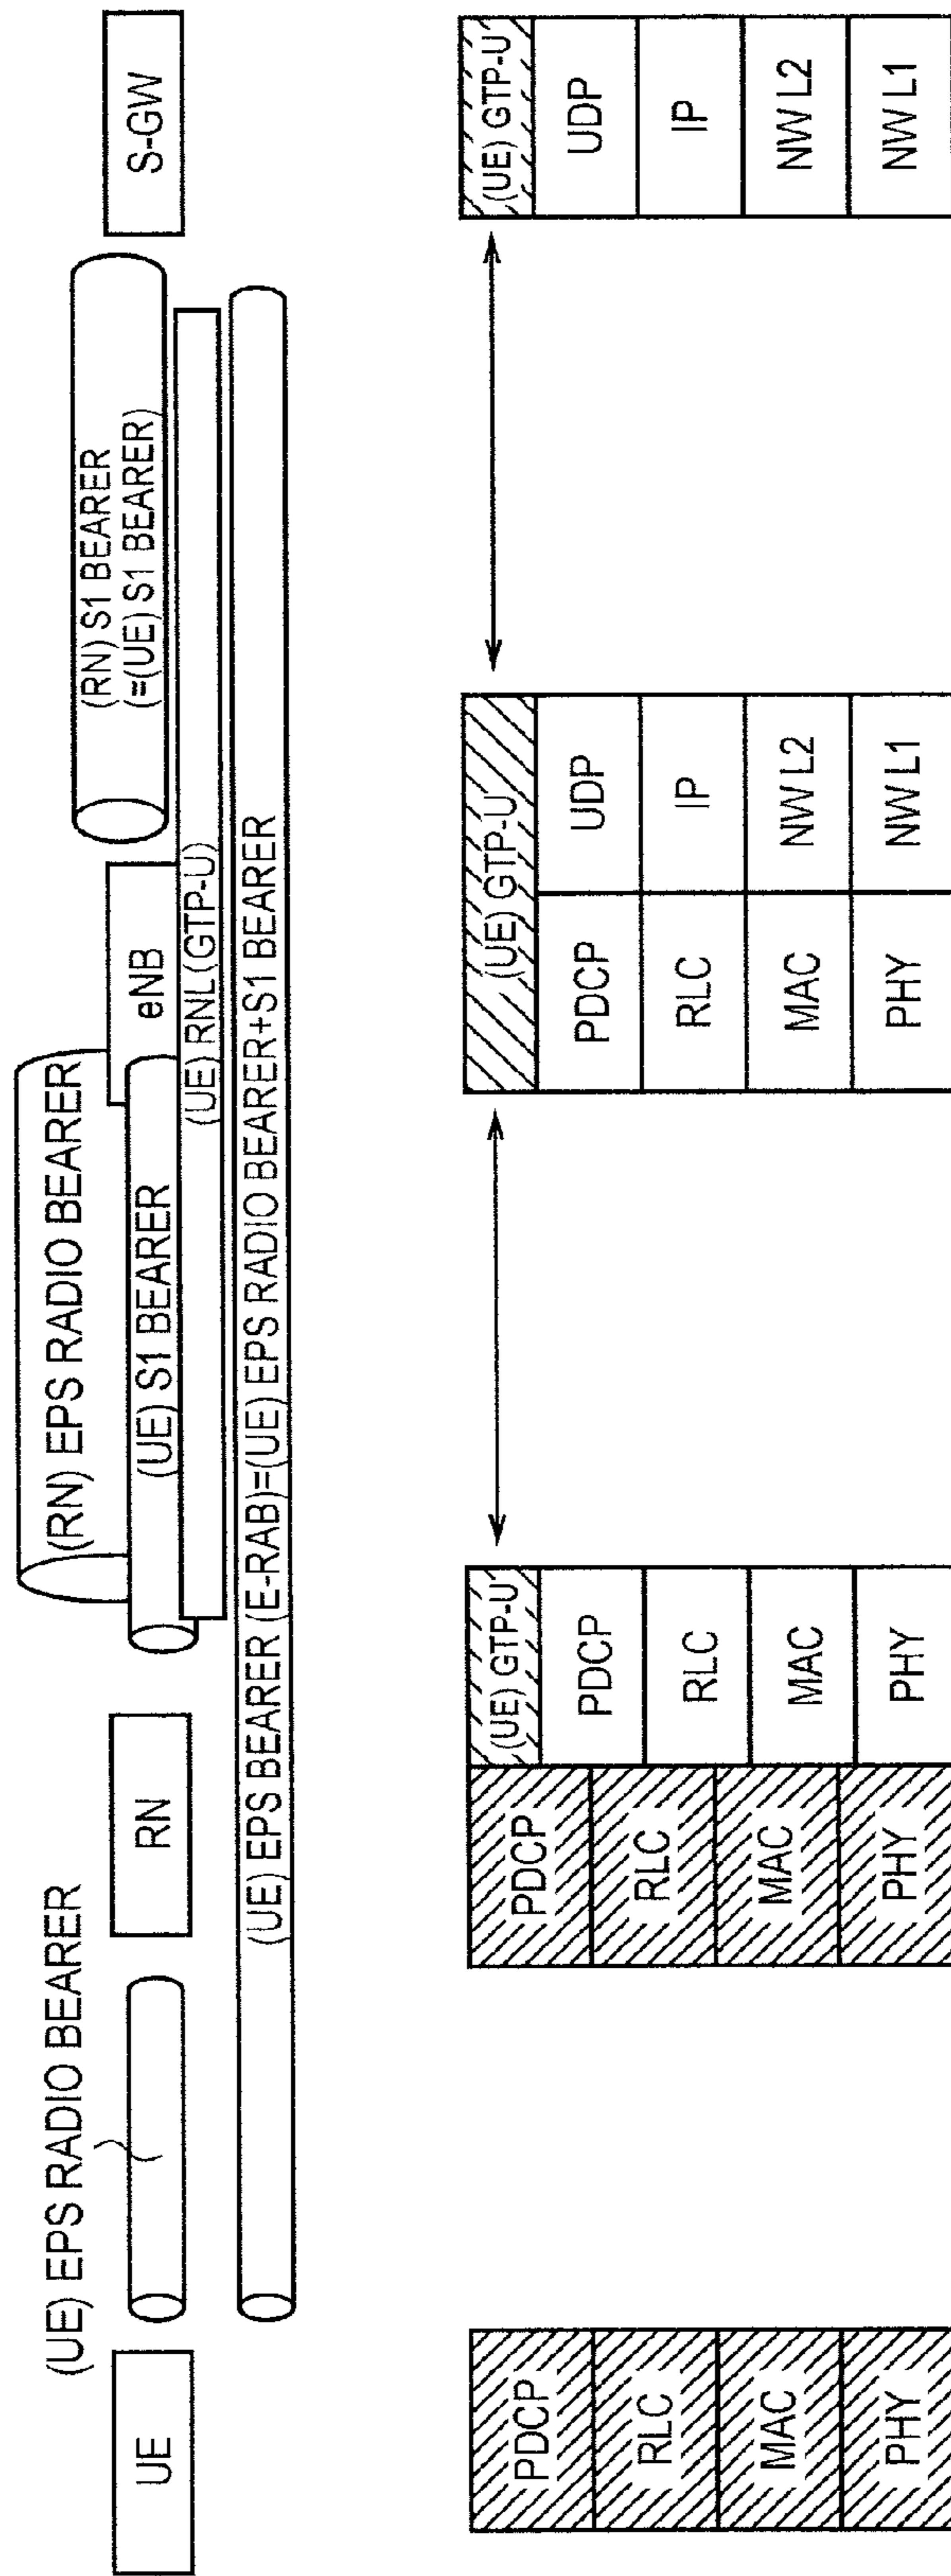 (UE) EPS RADIO BEARER
(RN) EPS RADIO BEARER
UE
RN
(UE) S1 BEARER
eNB
(RN) S1 BEARER
(=(UE) S1 BEARER)
S-GW
(UE) RNL(GTP-U)
(UE) EPS BEARER (E-RAB)=(UE) EPS RADIO BEARER+S1 BEARER
PDCP
RLC
MAC
PHY
PDCP
RLC
MAC
PHY
(UE) GTP-U
PDCP
RLC
MAC
PHY
(UE) GTP-U
PDCP
RLC
MAC
PHY
UDP
IP
NW L2
NW L1
(UE) GTP-U
UDP
IP
NW L2
NW L1